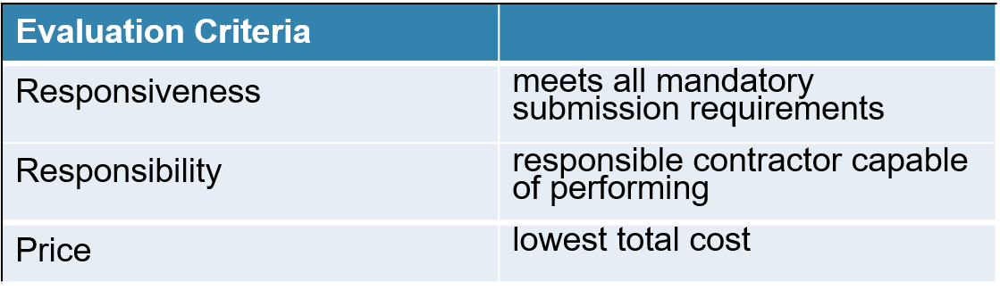 Evaluation Criteria
Responsiveness
meets all mandatory
submission requirements
Responsibility
responsible contractor capable
of performing
Price
lowest total cost